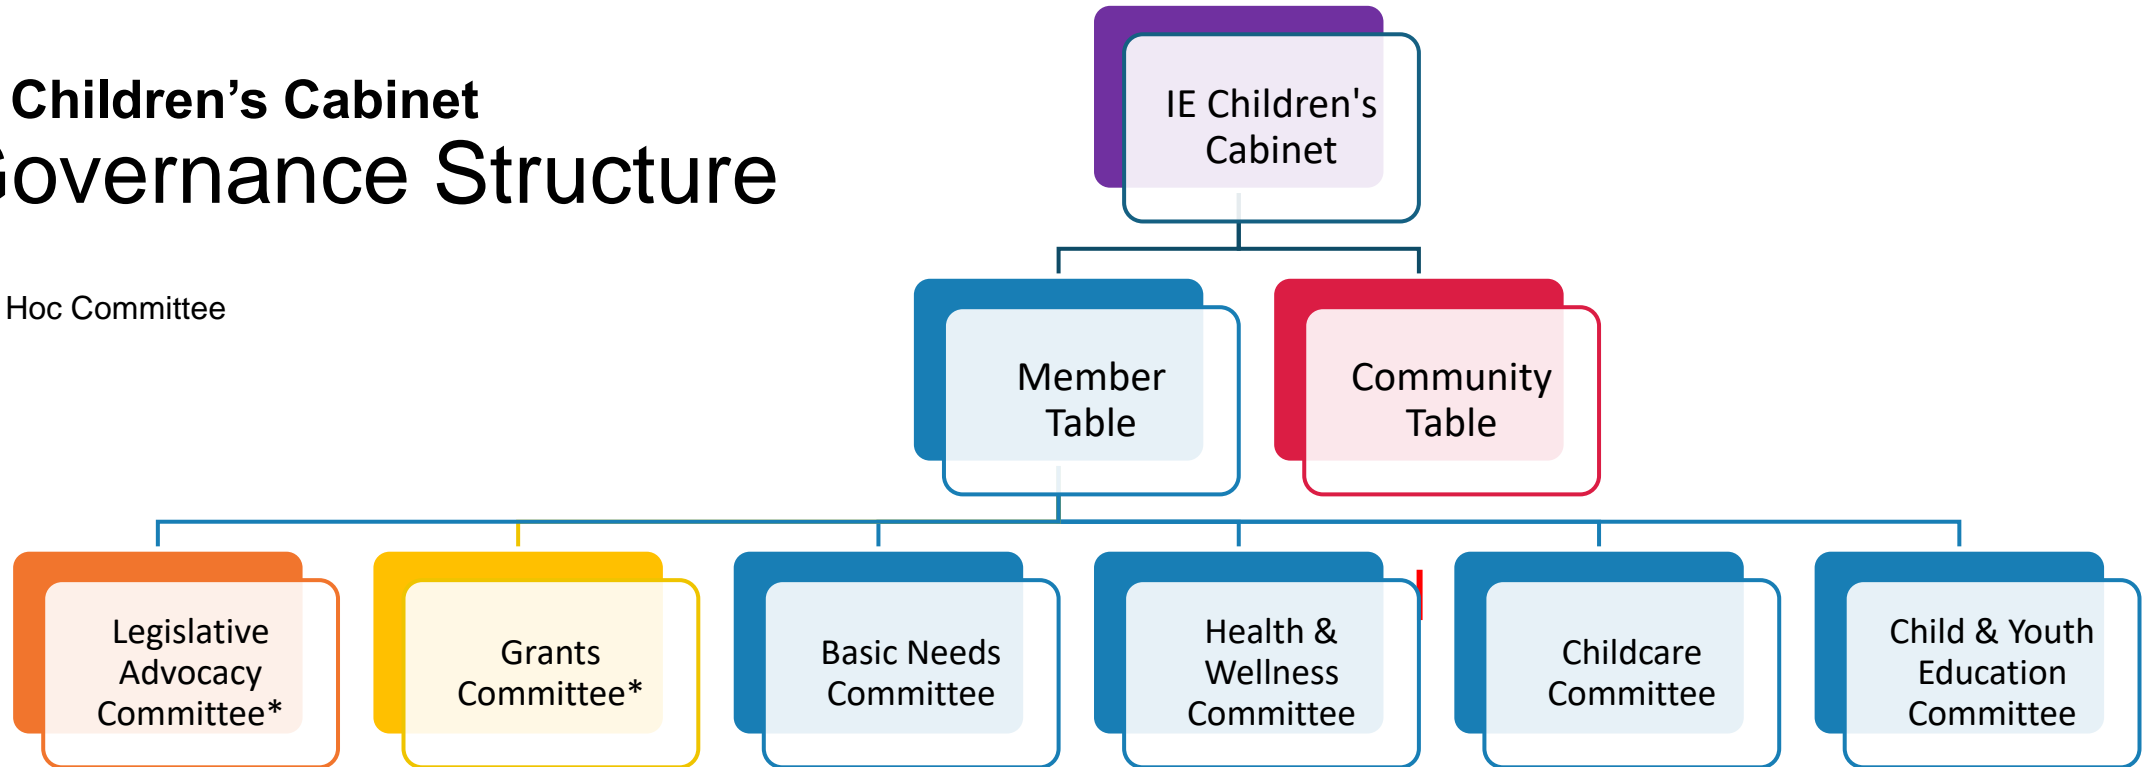 Children’s Cabinet
Governance Structure
Hoc Committee
IE Children's
Cabinet
Member
Table
Community
Table
Legislative
Advocacy
Committee*
Grants
Committee*
Basic Needs
Committee
Health &
Wellness
Committee
Childcare
Committee
Child & Youth
Education
Committee